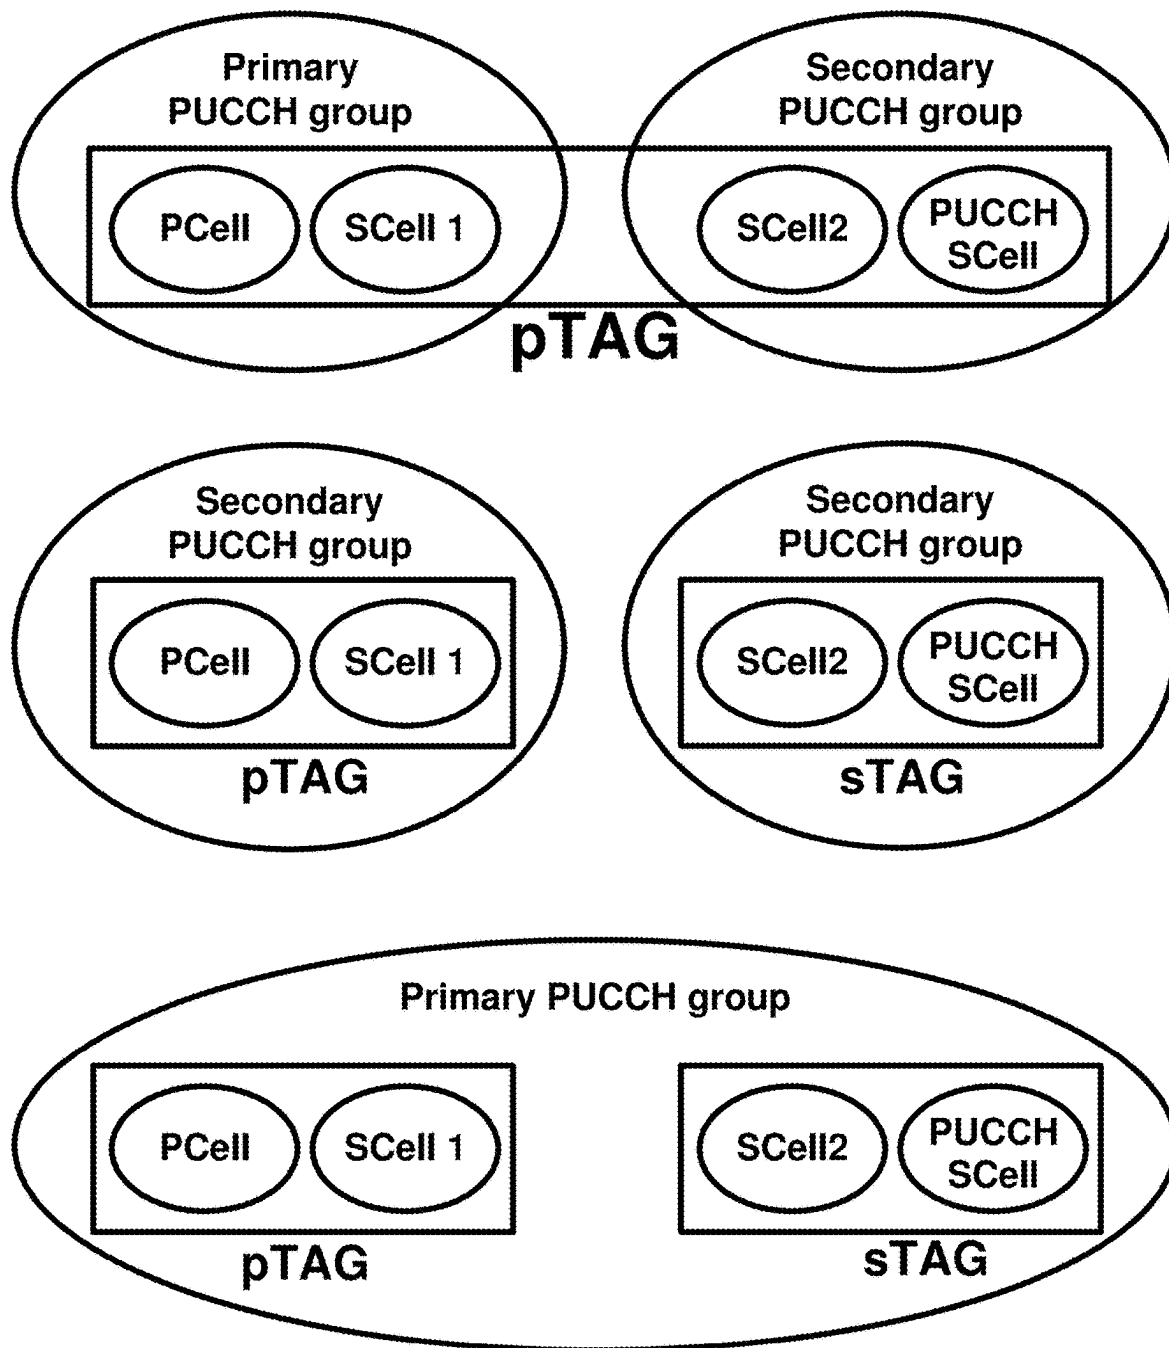 Primary
PUCCH group
Secondary
PUCCH group
PCell
SCell 1
SCell2
PUCCH
SCell
pTAG
Secondary
PUCCH group
Secondary
PUCCH group
PCell
SCell 1
SCell2
PUCCH
SCell
pTAG
sTAG
Primary PUCCH group
PCell
SCell 1
SCell2
PUCCH
SCell
pTAG
sTAG